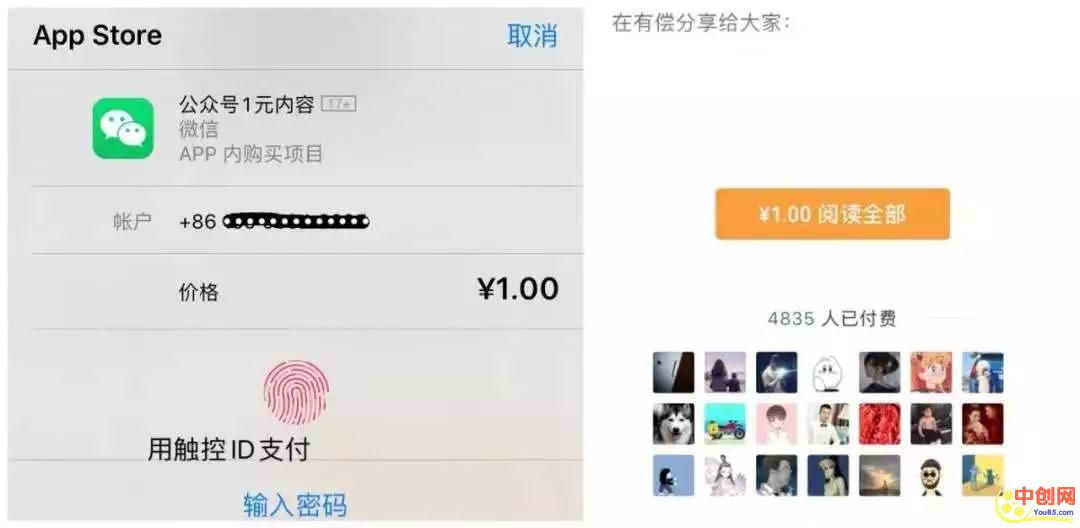 App Store
取消
公众号1元内容 17+
微信
APP 内购买项目
帐户 +86
价格 ¥1.00
用触控 ID 支付
输入密码
在有偿分享给大家：
¥1.00 阅读全部
4835 人已付费
中创网
You85.com